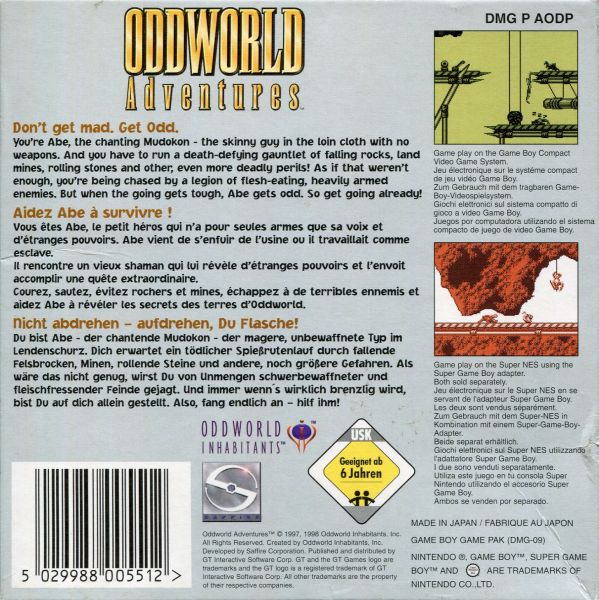 ODDWORLD
Adventures™
DMG P AODP
Don't get mad. Get Odd.
You're Abe, the chanting Mudokon - the skinny guy in the loin cloth with no
weapons. And you have to run a death-defying gauntlet of falling rocks, land
mines, rolling stones and other, even more deadly perils! As if that weren't
enough, you're being chased by a legion of flesh-eating, heavily armed
enemies. But when the going gets tough, Abe gets odd. So get going already!
Aidez Abe à survivre !
Vous êtes Abe, le petit héros qui n'a pour seules armes que sa voix et
d'étranges pouvoirs. Abe vient de s'enfuir de l'usine ou il travaillait comme
esclave.
Il rencontre un vieux shaman qui lui révèle d'étranges pouvoirs et l'envoit
accomplir une quête extraordinaire.
Courez, sautez, évitez rochers et mines, échappez à de terribles ennemis et
aidez Abe à révéler les secrets des terres d'Oddworld.
Nicht abdrehen – aufdrehen, Du Flasche!
Du bist Abe - der chantende Mudokon - der magere, unbewaffnete Typ im
Lendenschurz. Dich erwartet ein tödlicher Spießrutenlauf durch fallende
Felsbrocken, Minen, rollende Steine und andere, noch größere Gefahren. Als
wäre das nicht genug, wirst Du von Unmengen schwerbewaffneter und
fleischfressender Feinde gejagt. Und immer wenn's wirklich brenzlig wird,
bist Du auf dich allein gestellt. Also, fang endlich an – hilf ihm!
Game play on the Game Boy Compact
Video Game System.
Jeu électronique sur le système compact
de jeu vidéo Game Boy.
Zum Gebrauch mit dem tragbaren Game-
Boy-Videospielsystem.
Giochi elettronici sul sistema compatto di
gioco a video Game Boy.
Juegos por computadora utilizando el sistema
compacto de juego de video Game Boy.
Game play on the Super NES using the
Super Game Boy adapter.
Both sold separately.
Jeu électronique sur le Super NES en se
servant de l'adapteur Super Game Boy.
Les deux sont vendus séparément.
Zum Gebrauch mit dem Super-NES in
Kombination mit einem Super-Game-Boy-
Adapter.
Beide separat erhältlich.
Giochi elettronici sul Super NES utiizzando
l'adattatore Super Game Boy.
I due sono venduti separatamente.
Utiliza este juego en tu consola Super
Nintendo utilizando el accesorio Super
Game Boy.
Ambos se venden por separado.
ODDWORLD
INHABITANTS™
SAFFIRE
USK
Geeignet ab
6 Jahren
5 029988 005512 >
Oddworld Adventures™ © 1997, 1998 Oddworld Inhabitants, Inc.
All Rights Reserved. Created by Oddworld Inhabitants, Inc.
Developed by Saffire Corporation. Published and distributed by
GT Interactive Software Corp. GT and the GT Games logo are
trademarks and the GT logo is a registered trademark of GT
Interactive Software Corp. All other trademarks are the property
of their respective companies.
MADE IN JAPAN / FABRIQUE AU JAPON
GAME BOY GAME PAK (DMG-09)
NINTENDO ®, GAME BOY™, SUPER GAME
BOY™ AND ARE TRADEMARKS OF
NINTENDO CO.,LTD.